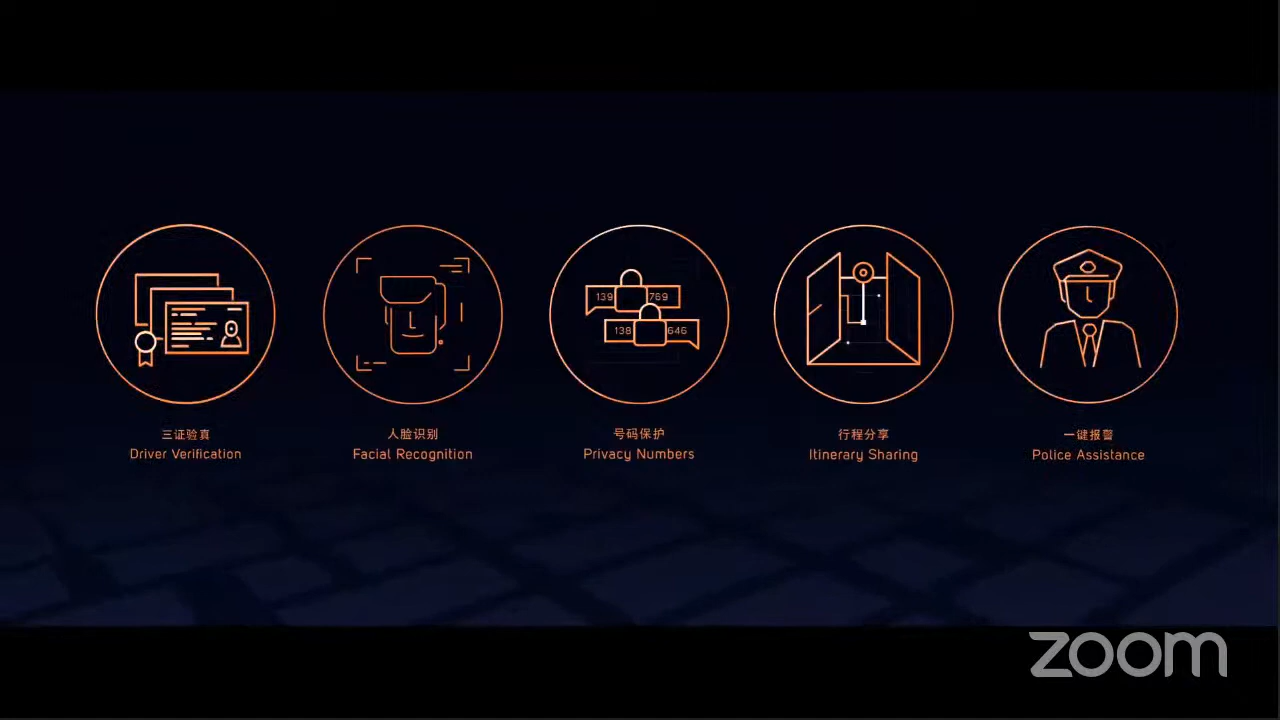 139 769
138 646
三证验真
Driver Verification
人脸识别
Facial Recognition
号码保护
Privacy Numbers
行程分享
Itinerary Sharing
一键报警
Police Assistance
zoom